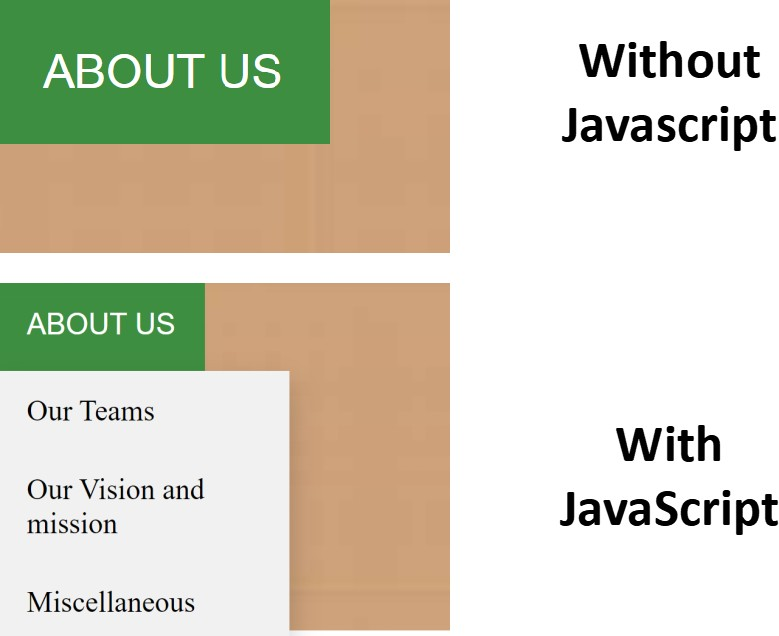 ABOUT US
Without
Javascript
ABOUT US
Our Teams
Our Vision and
mission
Miscellaneous
With
JavaScript